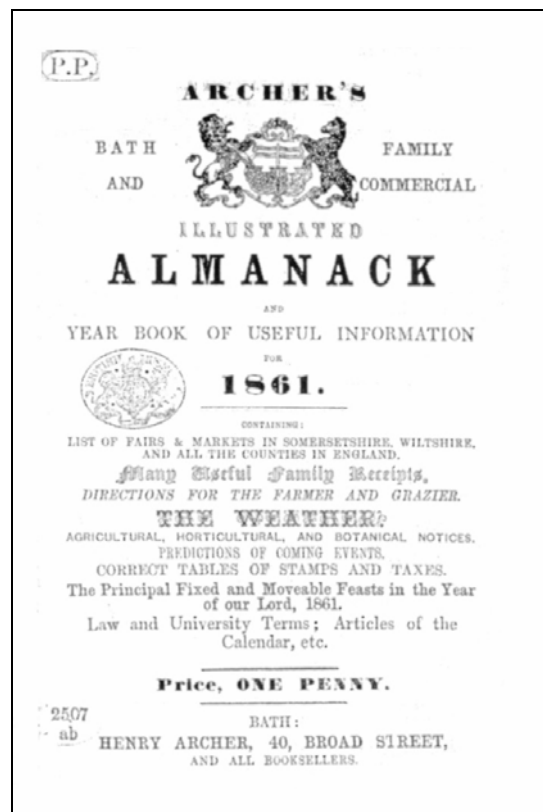 P.P.
ARCHER'S
BATH FAMILY
AND COMMERCIAL
ILLUSTRATED
ALMANACK
AND
YEAR BOOK OF USEFUL INFORMATION
FOR
1861.
CONTAINING:
LIST OF FAIRS & MARKETS IN SOMERSETSHIRE, WILTSHIRE,
AND ALL THE COUNTIES IN ENGLAND.
Many Useful Family Receipts,
DIRECTIONS FOR THE FARMER AND GRAZIER.
THE WEATHER:
AGRICULTURAL, HORTICULTURAL, AND BOTANICAL NOTICES.
PREDICTIONS OF COMING EVENTS.
CORRECT TABLES OF STAMPS AND TAXES.
The Principal Fixed and Moveable Feasts in the Year
of our Lord, 1861.
Law and University Terms; Articles of the
Calendar, etc.
Price, ONE PENNY.
2507
ab
BATH:
HENRY ARCHER, 40, BROAD STREET,
AND ALL BOOKSELLERS.